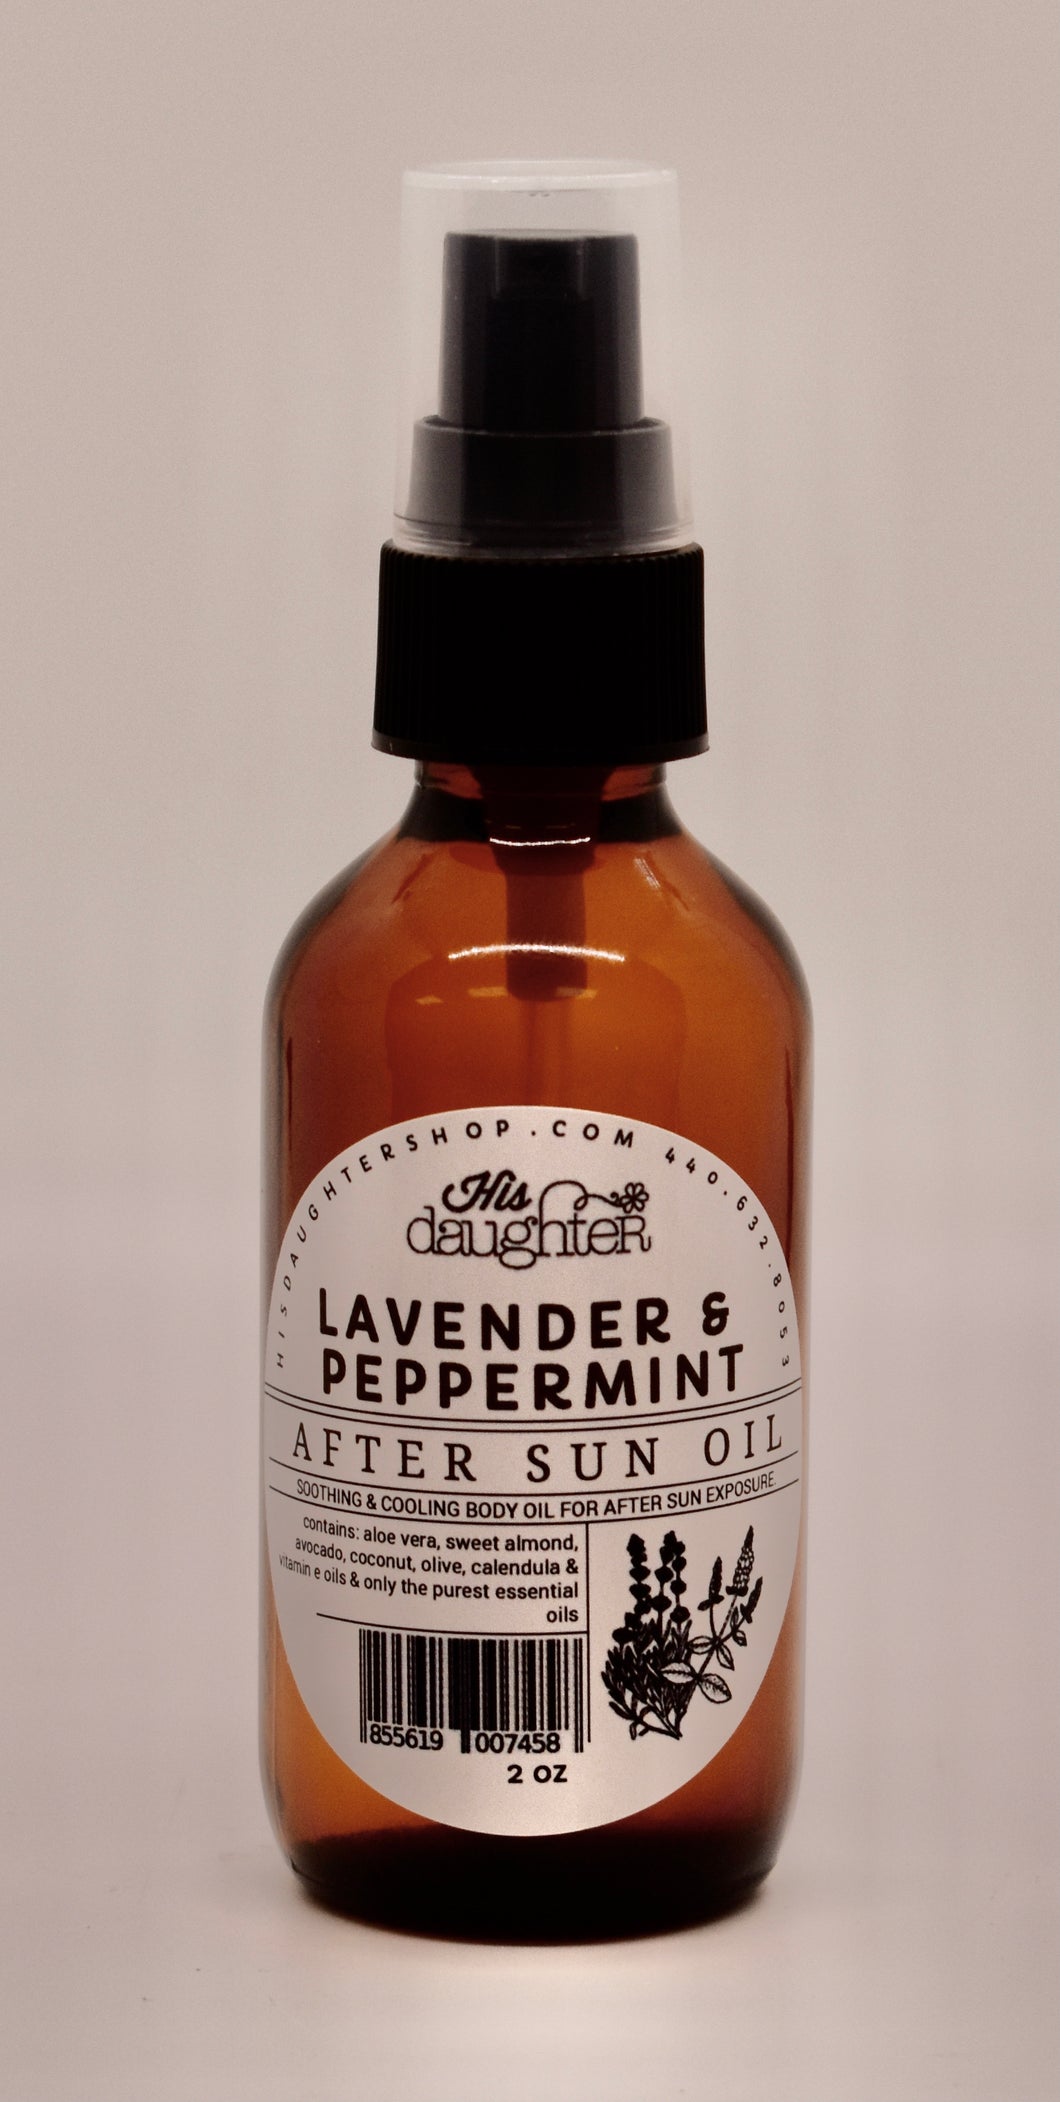 HISDAUGHTERSHOP.COM 440.632.8053
His
daughteR
LAVENDER &
PEPPERMINT
AFTER SUN OIL
SOOTHING & COOLING BODY OIL FOR AFTER SUN EXPOSURE.
contains: aloe vera, sweet almond,
avocado, coconut, olive, calendula &
vitamin e oils & only the purest essential
oils
855619 007458
2 OZ